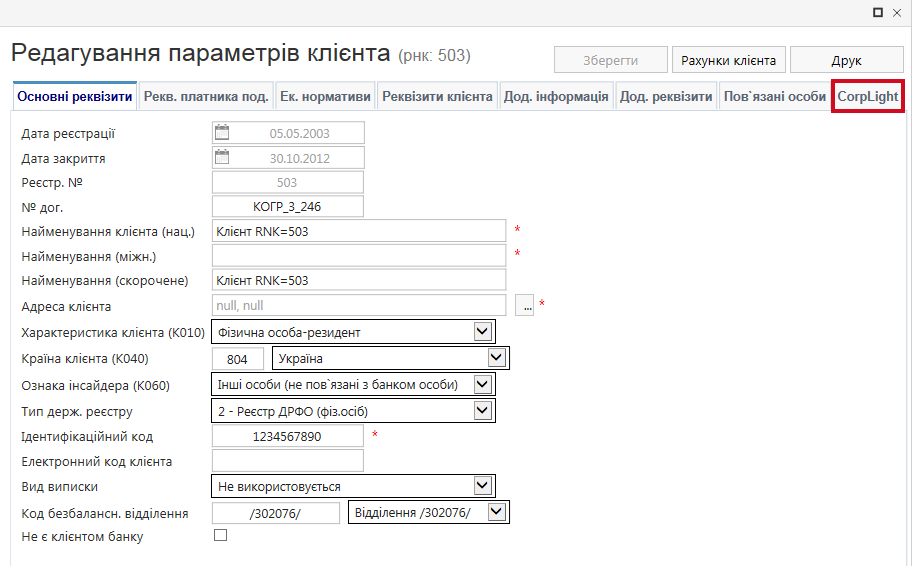 Редагування параметрів клієнта (рнк: 503)
Зберегти Рахунки клієнта Друк
Основні реквізити Рекв. платника под. Ек. нормативи Реквізити клієнта Дод. інформація Дод. реквізити Пов`язані особи CorpLight
Дата реєстрації 05.05.2003
Дата закриття 30.10.2012
Реєстр. № 503
№ дог. КОГР_3_246
Найменування клієнта (нац.) Клієнт RNK=503 *
Найменування (міжн.) *
Найменування (скорочене) Клієнт RNK=503
Адреса клієнта null, null ... *
Характеристика клієнта (К010) Фізична особа-резидент
Країна клієнта (К040) 804 Україна
Ознака інсайдера (К060) Інші особи (не пов`язані з банком особи)
Тип держ. реєстру 2 - Реєстр ДРФО (фіз.осіб)
Ідентифікаційний код 1234567890 *
Електронний код клієнта
Вид виписки Не використовується
Код безбалансн. відділення /302076/ Відділення /302076/
Не є клієнтом банку